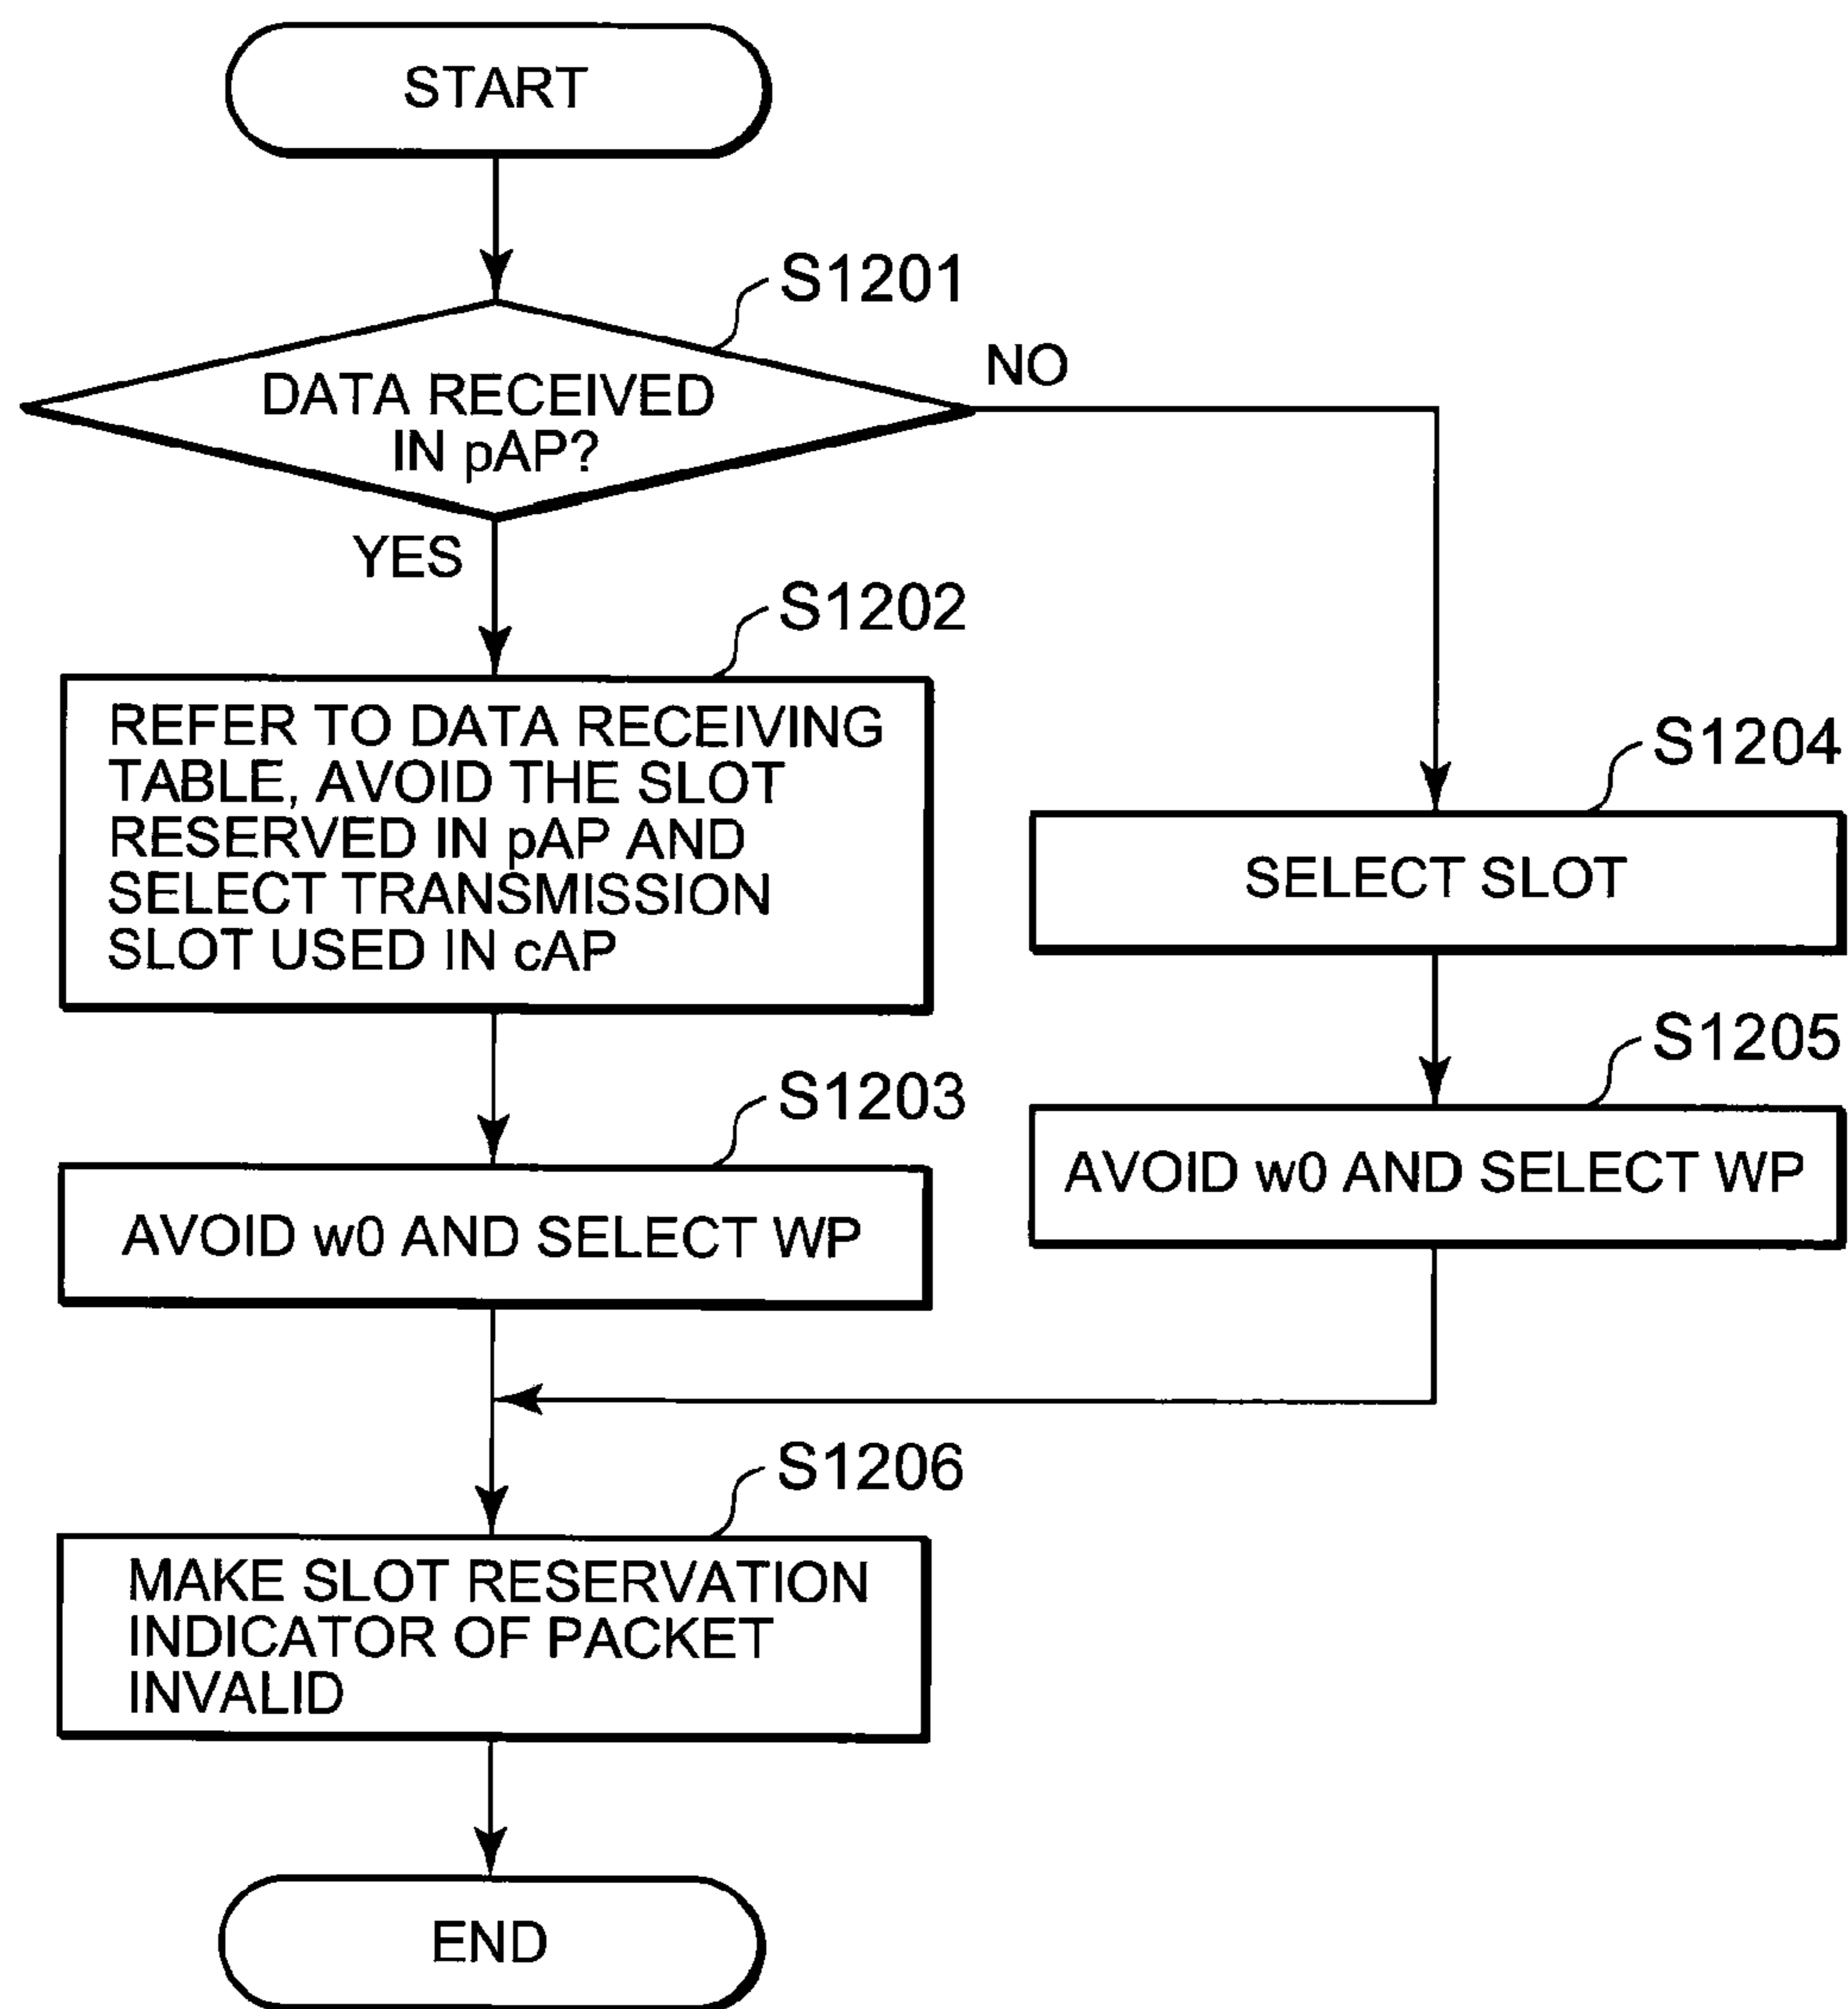 START
S1201
DATA RECEIVED
IN pAP?
NO
YES
S1202
REFER TO DATA RECEIVING
TABLE, AVOID THE SLOT
RESERVED IN pAP AND
SELECT TRANSMISSION
SLOT USED IN cAP
S1204
SELECT SLOT
S1203
AVOID w0 AND SELECT WP
S1205
AVOID w0 AND SELECT WP
S1206
MAKE SLOT RESERVATION
INDICATOR OF PACKET
INVALID
END